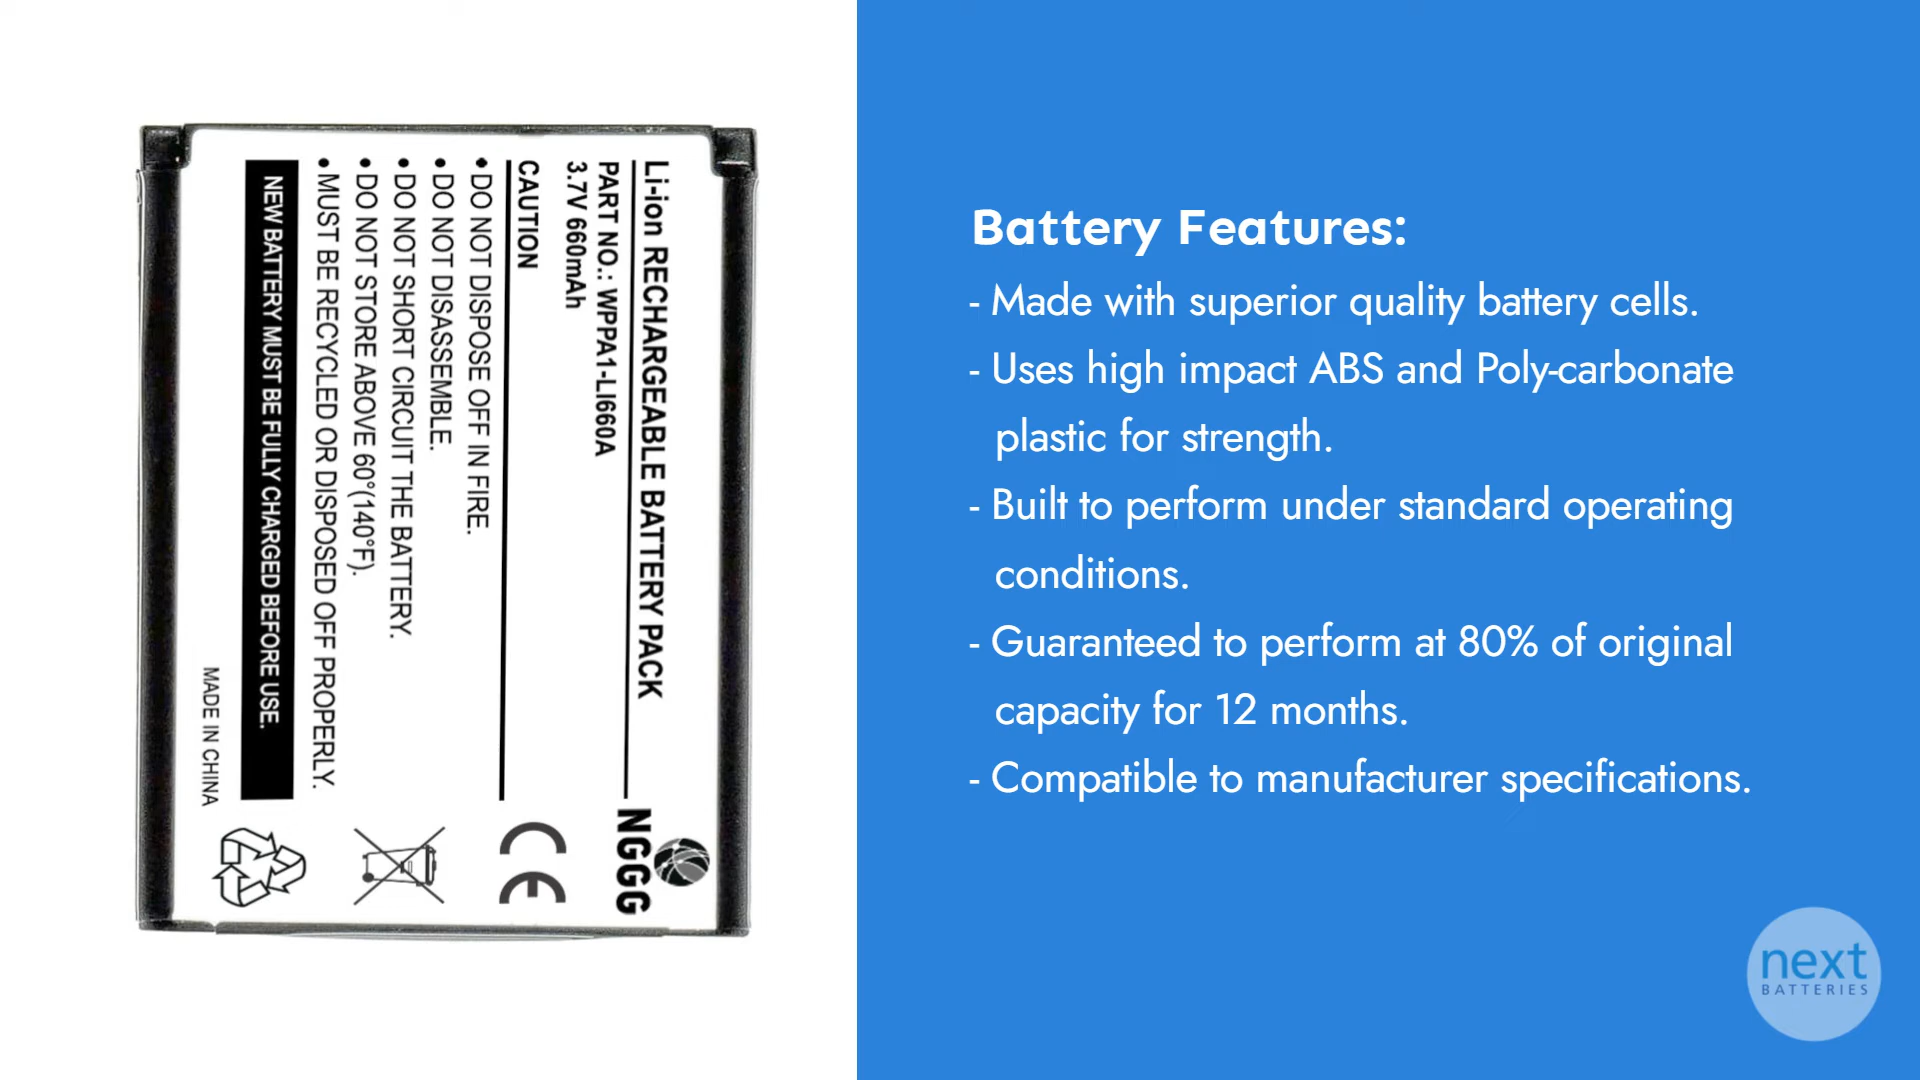 Li-ion RECHARGEABLE BATTERY PACK
PART NO.: WPPA1-LI660A
3.7V 660mAh
CAUTION
• DO NOT DISPOSE OFF IN FIRE.
• DO NOT DISASSEMBLE.
• DO NOT SHORT CIRCUIT THE BATTERY.
• DO NOT STORE ABOVE 60°(140°F).
• MUST BE RECYCLED OR DISPOSED OFF PROPERLY.
NEW BATTERY MUST BE FULLY CHARGED BEFORE USE.
MADE IN CHINA
NGGG
CE
Battery Features:
- Made with superior quality battery cells.
- Uses high impact ABS and Poly-carbonate
plastic for strength.
- Built to perform under standard operating
conditions.
- Guaranteed to perform at 80% of original
capacity for 12 months.
- Compatible to manufacturer specifications.
next
BATTERIES